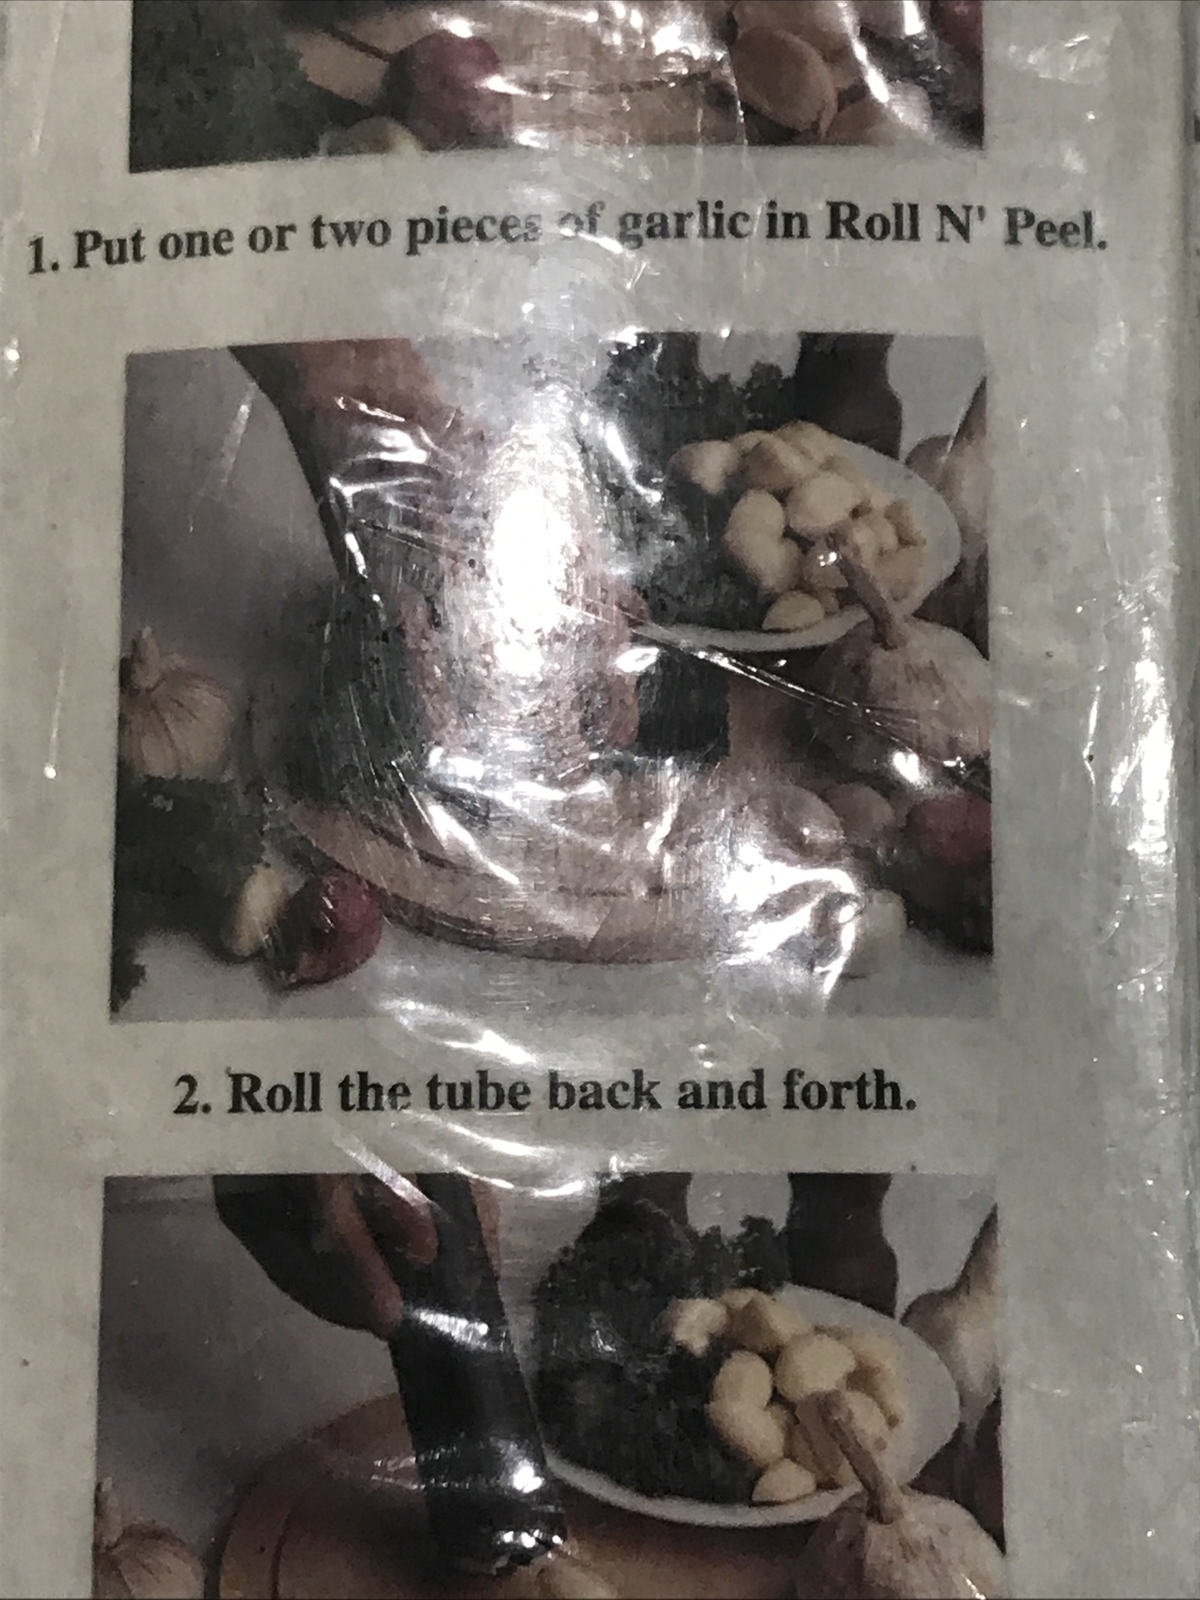 1. Put one or two pieces of garlic in Roll N' Peel.
2. Roll the tube back and forth.